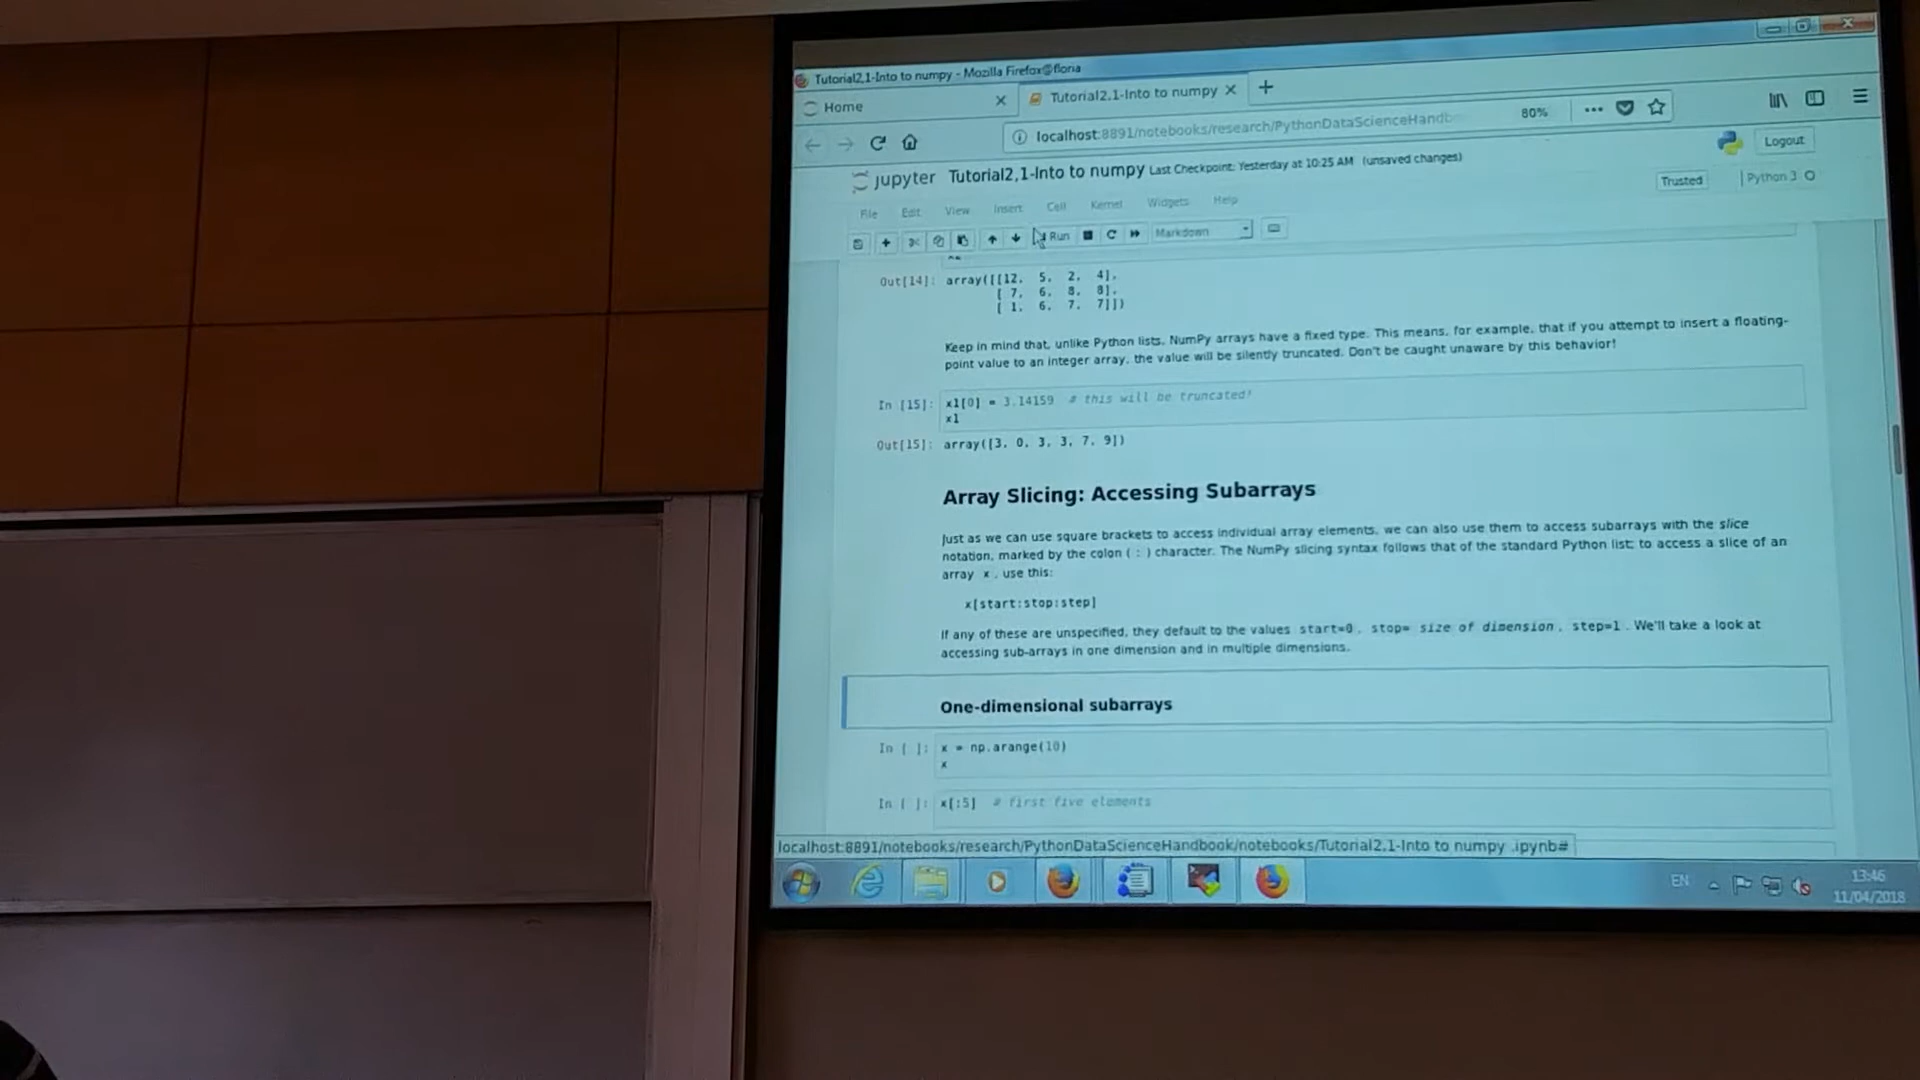 Tutorial2,1-Into to numpy - Mozilla Firefox@floria
Home
Tutorial2,1-Into to numpy
localhost:8891/notebooks/research/PythonDataScienceHandb
80%
jupyter Tutorial2,1-Into to numpy Last Checkpoint: Yesterday at 10:25 AM (unsaved changes)
Logout
File Edit View Insert Cell Kernel Widgets Help
Trusted
Python 3
Run
Markdown
Out[14]: array([[12, 5, 2, 4],
[ 7, 6, 8, 8],
[ 1, 6, 7, 7]])
Keep in mind that, unlike Python lists, NumPy arrays have a fixed type. This means, for example, that if you attempt to insert a floating-
point value to an integer array, the value will be silently truncated. Don't be caught unaware by this behavior!
In [15]: x1[0] = 3.14159 # this will be truncated!
x1
Out[15]: array([3, 0, 3, 3, 7, 9])
Array Slicing: Accessing Subarrays
Just as we can use square brackets to access individual array elements, we can also use them to access subarrays with the slice
notation, marked by the colon ( : ) character. The NumPy slicing syntax follows that of the standard Python list; to access a slice of an
array x , use this:
x[start:stop:step]
If any of these are unspecified, they default to the values start=0 , stop= size of dimension , step=1 . We'll take a look at
accessing sub-arrays in one dimension and in multiple dimensions.
One-dimensional subarrays
In [ ]: x = np.arange(10)
x
In [ ]: x[:5] # first five elements
localhost:8891/notebooks/research/PythonDataScienceHandbook/notebooks/Tutorial2,1-Into to numpy .ipynb#
EN
13:46
11/04/2018